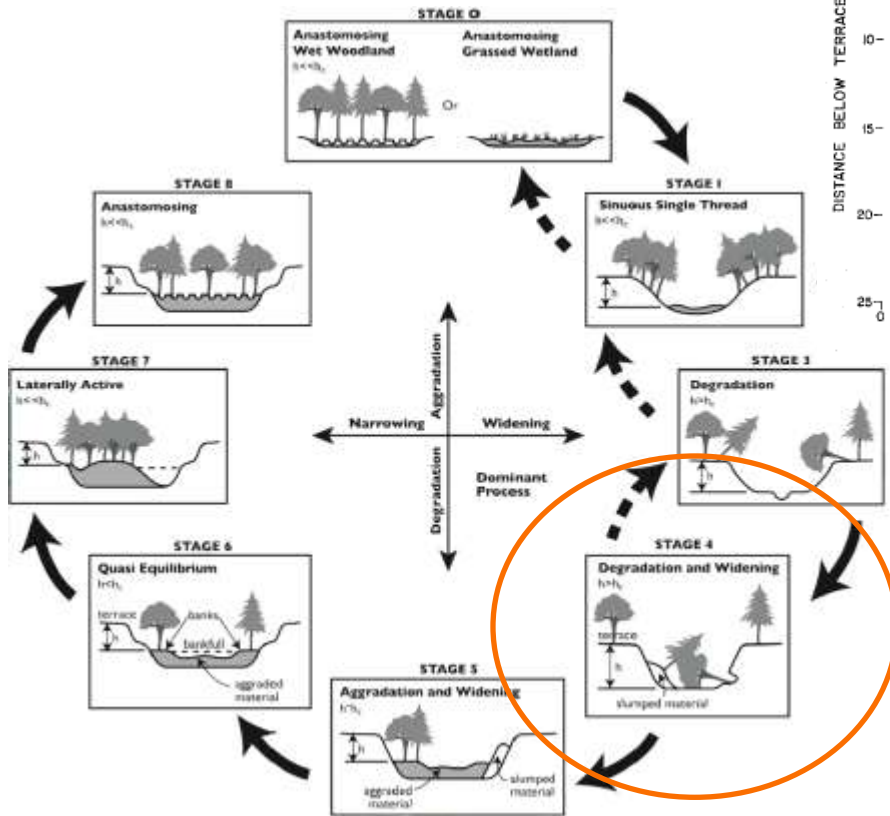 STAGE 0
Anastomosing
Wet Woodland
h<<h꜀
Or
Anastomosing
Grassed Wetland
STAGE 1
Sinuous Single Thread
h<<h꜀
h
STAGE 3
Degradation
h>h꜀
h
STAGE 4
Degradation and Widening
h>h꜀
terrace
h
slumped material
STAGE 5
Aggradation and Widening
h
aggraded
material
slumped
material
STAGE 6
Quasi Equilibrium
h<h꜀
terrace
banks
h
bankfull
aggraded
material
STAGE 7
Laterally Active
h<<h꜀
h
STAGE 8
Anastomosing
h<<h꜀
h
Aggradation
Degradation
Narrowing
Widening
Dominant
Process
DISTANCE BELOW TERRACE
10-
15-
20-
25
0